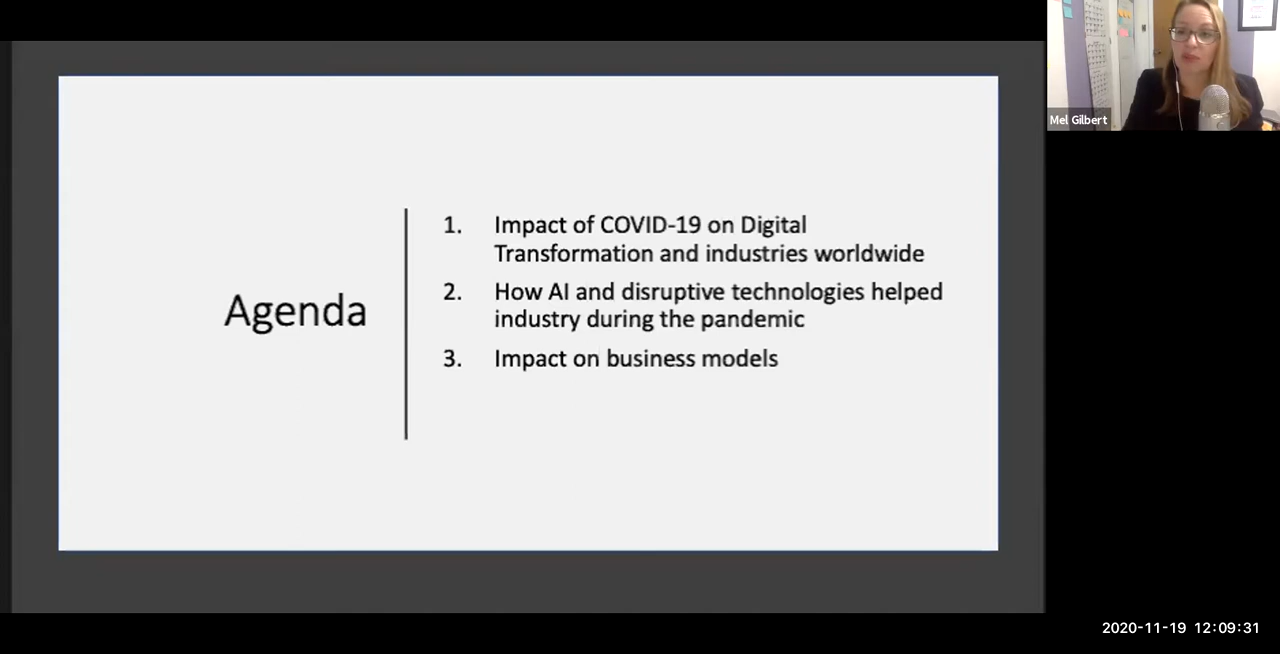 Agenda
1. Impact of COVID-19 on Digital
Transformation and industries worldwide
2. How AI and disruptive technologies helped
industry during the pandemic
3. Impact on business models
Mel Gilbert
2020-11-19 12:09:31